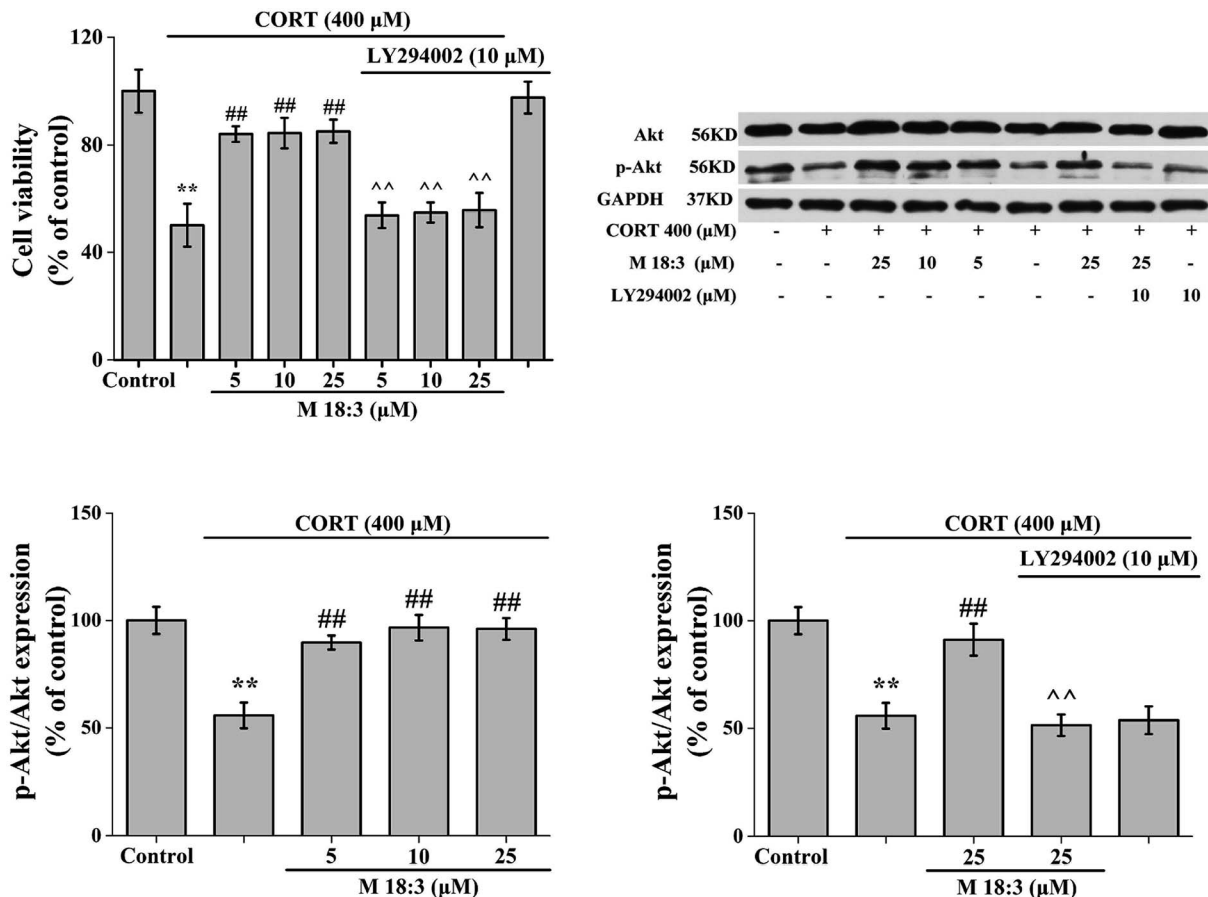 CORT (400 μM)
LY294002 (10 μM)
120
80
40
0
Cell viability
(% of control)
**
## ## ##
^^ ^^ ^^
Control 5 10 25 5 10 25
M 18:3 (μM)
Akt 56KD
p-Akt 56KD
GAPDH 37KD
CORT 400 (μM) - + + + + + + + +
M 18:3 (μM) - - 25 10 5 - 25 25 -
LY294002 (μM) - - - - - - - 10 10
CORT (400 μM)
150
100
50
0
p-Akt/Akt expression
(% of control)
**
## ## ##
Control 5 10 25
M 18:3 (μM)
CORT (400 μM)
LY294002 (10 μM)
150
100
50
0
p-Akt/Akt expression
(% of control)
**
##
^^
Control 25 25
M 18:3 (μM)